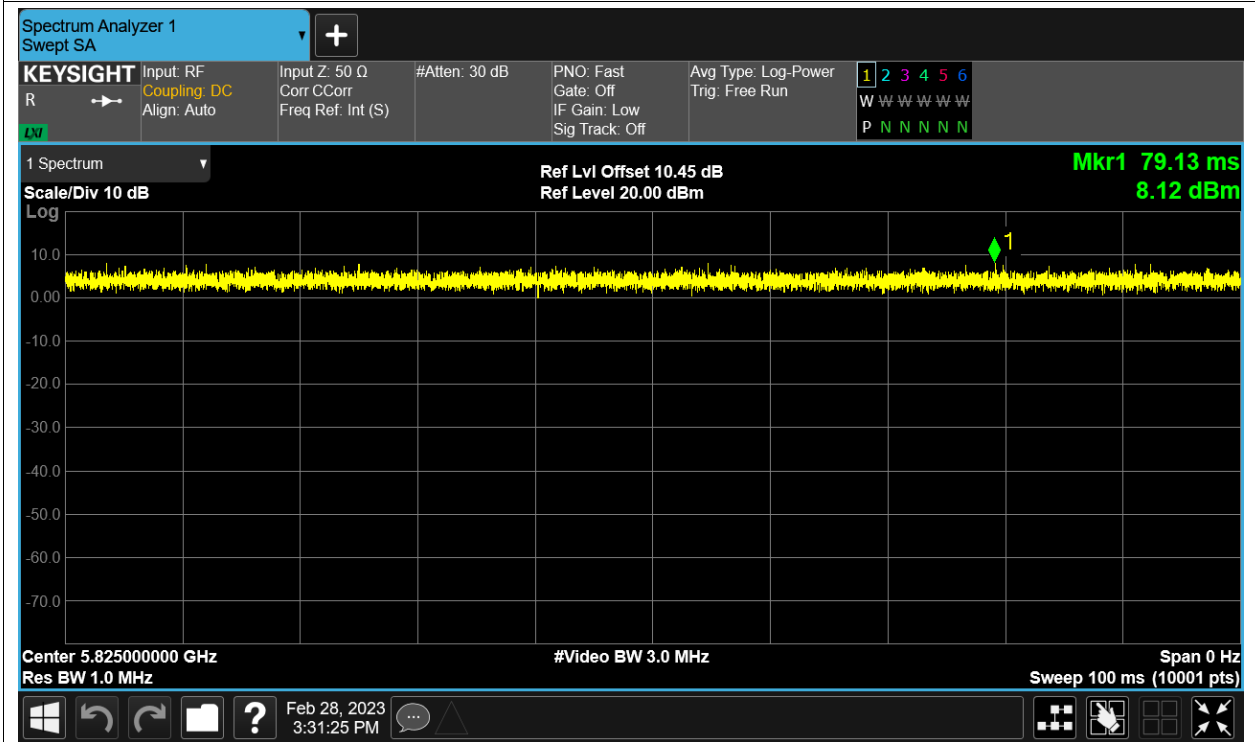 Spectrum Analyzer 1
Swept SA
KEYSIGHT
R
LXI
Input: RF
Coupling: DC
Align: Auto
Input Z: 50 Ω
Corr CCorr
Freq Ref: Int (S)
#Atten: 30 dB
PNO: Fast
Gate: Off
IF Gain: Low
Sig Track: Off
Avg Type: Log-Power
Trig: Free Run
1 2 3 4 5 6
W W W W W W
P N N N N N
1 Spectrum
Scale/Div 10 dB
Ref Lvl Offset 10.45 dB
Ref Level 20.00 dBm
Mkr1 79.13 ms
8.12 dBm
Log
1
10.0
0.00
-10.0
-20.0
-30.0
-40.0
-50.0
-60.0
-70.0
Center 5.825000000 GHz
Res BW 1.0 MHz
#Video BW 3.0 MHz
Span 0 Hz
Sweep 100 ms (10001 pts)
?
Feb 28, 2023
3:31:25 PM